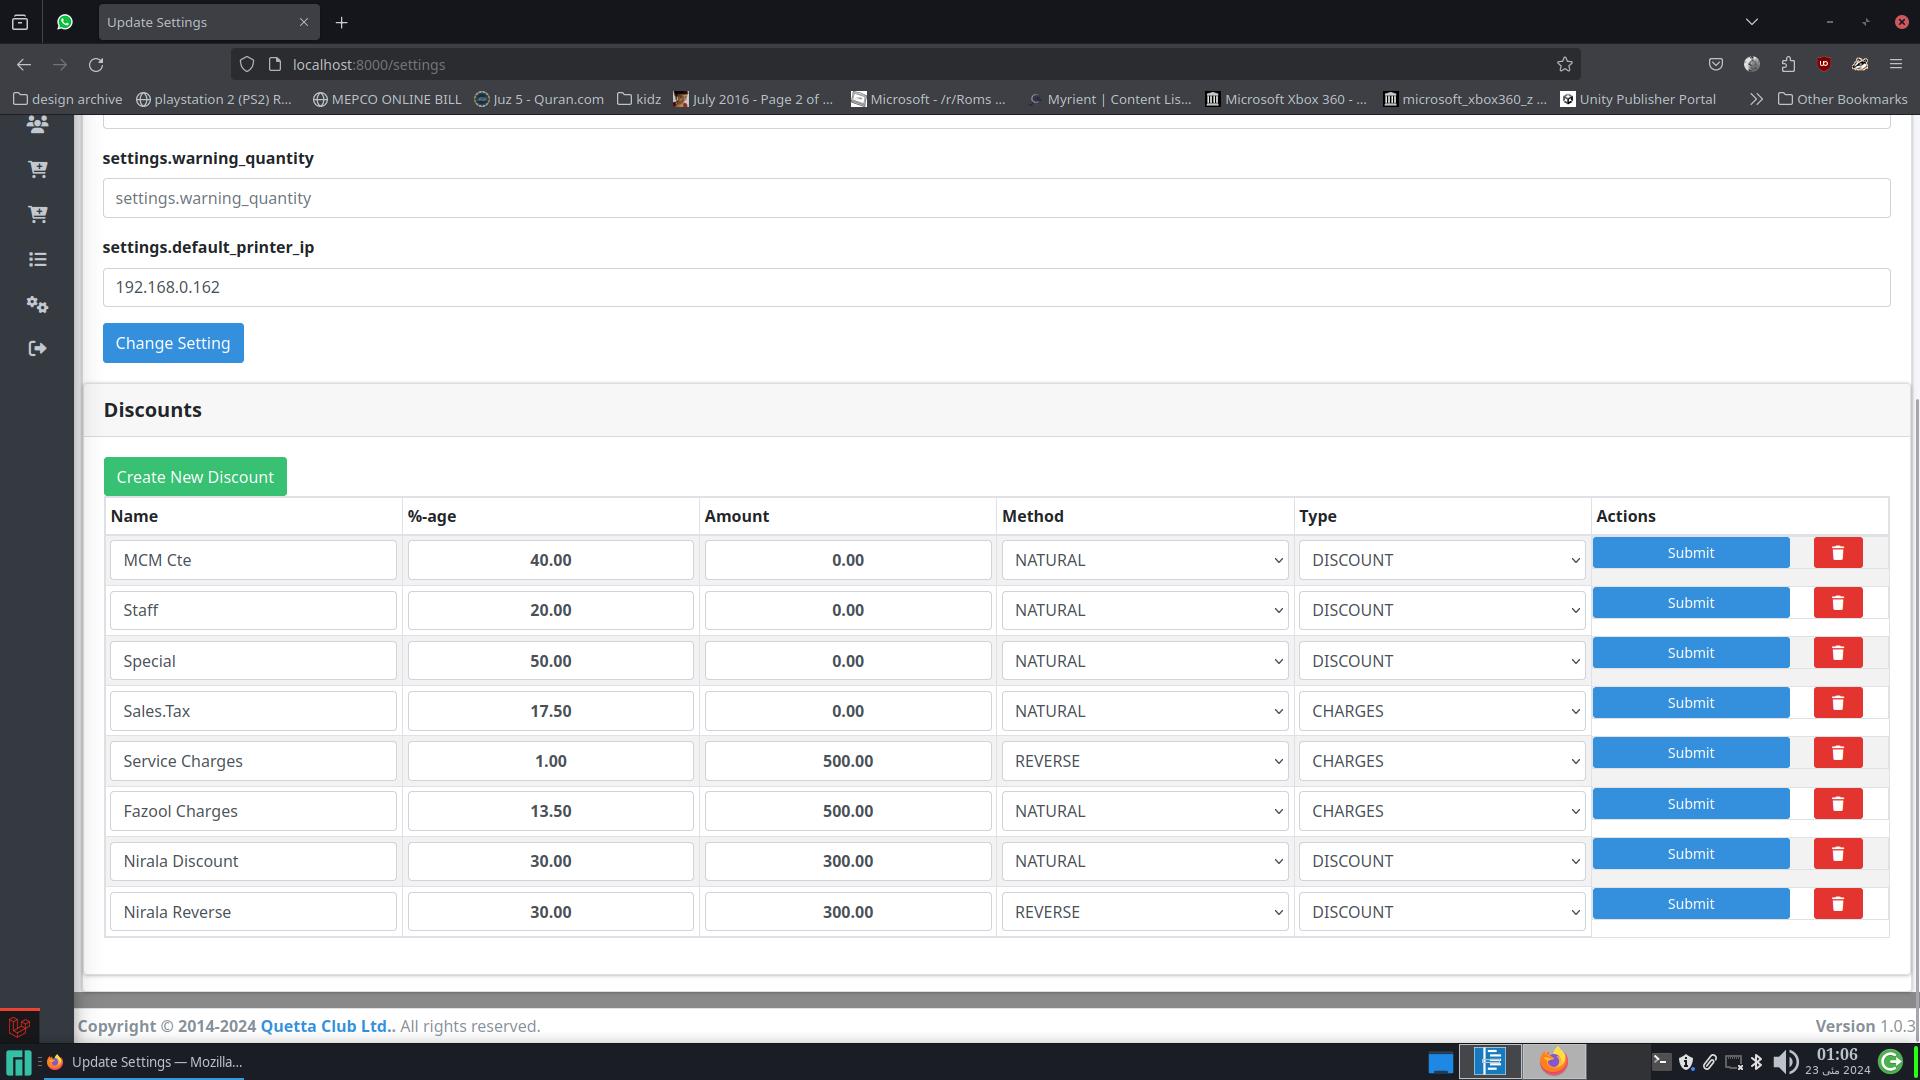 Update Settings
localhost:8000/settings
design archive playstation 2 (PS2) R... MEPCO ONLINE BILL Juz 5 - Quran.com kidz July 2016 - Page 2 of ... Microsoft - /r/Roms ... Myrient | Content Lis... Microsoft Xbox 360 - ... microsoft_xbox360_z ... Unity Publisher Portal Other Bookmarks
settings.warning_quantity
settings.warning_quantity
settings.default_printer_ip
192.168.0.162
Change Setting
Discounts
Create New Discount
Name %-age Amount Method Type Actions
MCM Cte 40.00 0.00 NATURAL DISCOUNT Submit
Staff 20.00 0.00 NATURAL DISCOUNT Submit
Special 50.00 0.00 NATURAL DISCOUNT Submit
Sales.Tax 17.50 0.00 NATURAL CHARGES Submit
Service Charges 1.00 500.00 REVERSE CHARGES Submit
Fazool Charges 13.50 500.00 NATURAL CHARGES Submit
Nirala Discount 30.00 300.00 NATURAL DISCOUNT Submit
Nirala Reverse 30.00 300.00 REVERSE DISCOUNT Submit
Copyright © 2014-2024 Quetta Club Ltd.. All rights reserved. Version 1.0.3
Update Settings — Mozilla... 01:06
23 مئی 2024